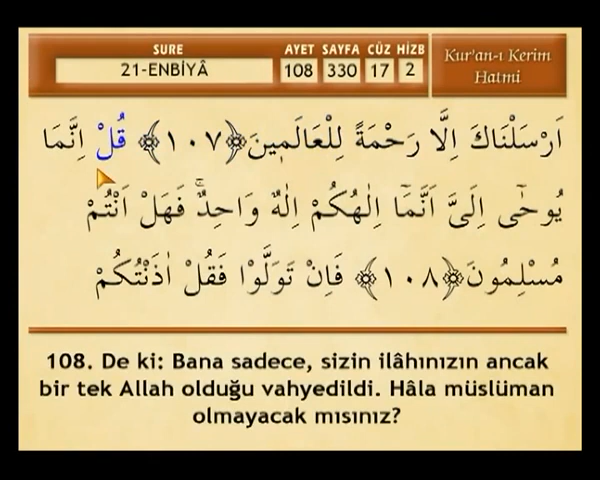 SURE AYET SAYFA CÜZ HİZB
21-ENBİYÂ 108 330 17 2
Kur'an-ı Kerim
Hatmi
اَرْسَلْنَاكَ اِلَّا رَحْمَةً لِلْعَالَمٖينَ ﴿١٠٧﴾ قُلْ اِنَّمَا
يُوحٰٓى اِلَىَّ اَنَّمَٓا اِلٰهُكُمْ اِلٰهٌ وَاحِدٌۚ فَهَلْ اَنْتُمْ
مُسْلِمُونَ ﴿١٠٨﴾ فَاِنْ تَوَلَّوْا فَقُلْ اٰذَنْتُكُمْ
108. De ki: Bana sadece, sizin ilâhınızın ancak
bir tek Allah olduğu vahyedildi. Hâla müslüman
olmayacak mısınız?